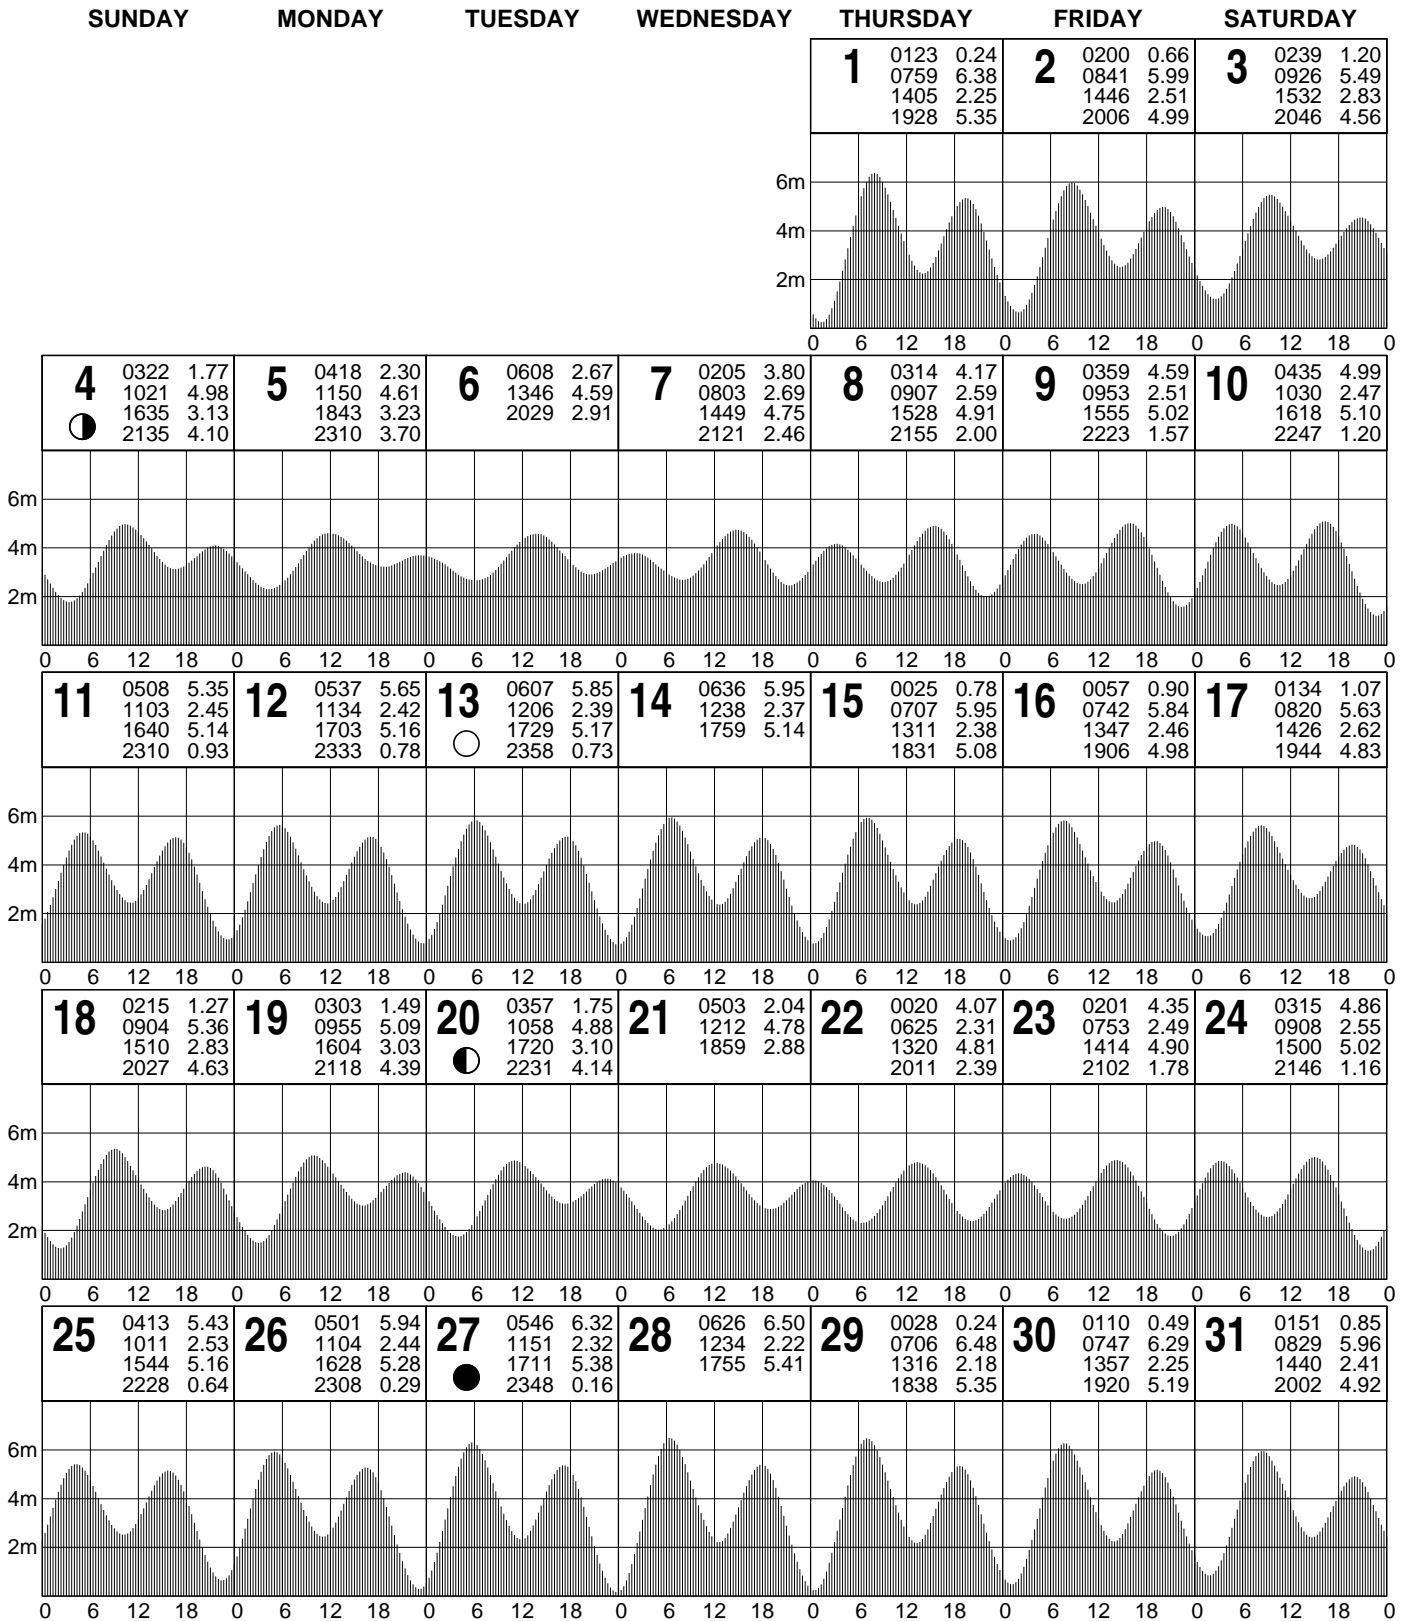 SUNDAY MONDAY TUESDAY WEDNESDAY THURSDAY FRIDAY SATURDAY
1 0123 0.24 2 0200 0.66 3 0239 1.20
0759 6.38 0841 5.99 0926 5.49
1405 2.25 1446 2.51 1532 2.83
1928 5.35 2006 4.99 2046 4.56
6m
4m
2m
0 6 12 18 0 6 12 18 0 6 12 18 0
4 0322 1.77 5 0418 2.30 6 0608 2.67 7 0205 3.80 8 0314 4.17 9 0359 4.59 10 0435 4.99
1021 4.98 1150 4.61 1346 4.59 0803 2.69 0907 2.59 0953 2.51 1030 2.47
1635 3.13 1843 3.23 2029 2.91 1449 4.75 1528 4.91 1555 5.02 1618 5.10
2135 4.10 2310 3.70 2121 2.46 2155 2.00 2223 1.57 2247 1.20
6m
4m
2m
0 6 12 18 0 6 12 18 0 6 12 18 0 6 12 18 0 6 12 18 0 6 12 18 0 6 12 18 0
11 0508 5.35 12 0537 5.65 13 0607 5.85 14 0636 5.95 15 0025 0.78 16 0057 0.90 17 0134 1.07
1103 2.45 1134 2.42 1206 2.39 1238 2.37 0707 5.95 0742 5.84 0820 5.63
1640 5.14 1703 5.16 1729 5.17 1759 5.14 1311 2.38 1347 2.46 1426 2.62
2310 0.93 2333 0.78 2358 0.73 1831 5.08 1906 4.98 1944 4.83
6m
4m
2m
0 6 12 18 0 6 12 18 0 6 12 18 0 6 12 18 0 6 12 18 0 6 12 18 0 6 12 18 0
18 0215 1.27 19 0303 1.49 20 0357 1.75 21 0503 2.04 22 0020 4.07 23 0201 4.35 24 0315 4.86
0904 5.36 0955 5.09 1058 4.88 1212 4.78 0625 2.31 0753 2.49 0908 2.55
1510 2.83 1604 3.03 1720 3.10 1859 2.88 1320 4.81 1414 4.90 1500 5.02
2027 4.63 2118 4.39 2231 4.14 2011 2.39 2102 1.78 2146 1.16
6m
4m
2m
0 6 12 18 0 6 12 18 0 6 12 18 0 6 12 18 0 6 12 18 0 6 12 18 0 6 12 18 0
25 0413 5.43 26 0501 5.94 27 0546 6.32 28 0626 6.50 29 0028 0.24 30 0110 0.49 31 0151 0.85
1011 2.53 1104 2.44 1151 2.32 1234 2.22 0706 6.48 0747 6.29 0829 5.96
1544 5.16 1628 5.28 1711 5.38 1755 5.41 1316 2.18 1357 2.25 1440 2.41
2228 0.64 2308 0.29 2348 0.16 1838 5.35 1920 5.19 2002 4.92
6m
4m
2m
0 6 12 18 0 6 12 18 0 6 12 18 0 6 12 18 0 6 12 18 0 6 12 18 0 6 12 18 0